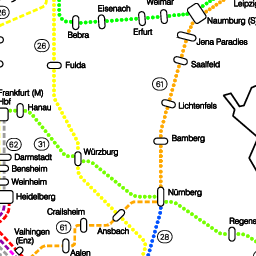 Leipzig
Weimar
Eisenach
Naumburg (S)
Erfurt
Bebra
26
26
Jena Paradies
Fulda
Saalfeld
61
Frankfurt (M)
Hbf
Hanau
Lichtenfels
62
31
Bamberg
Würzburg
Darmstadt
Bensheim
Weinheim
Heidelberg
Nürnberg
Crailsheim
61
Ansbach
Regens
Vaihingen
(Enz)
28
Aalen